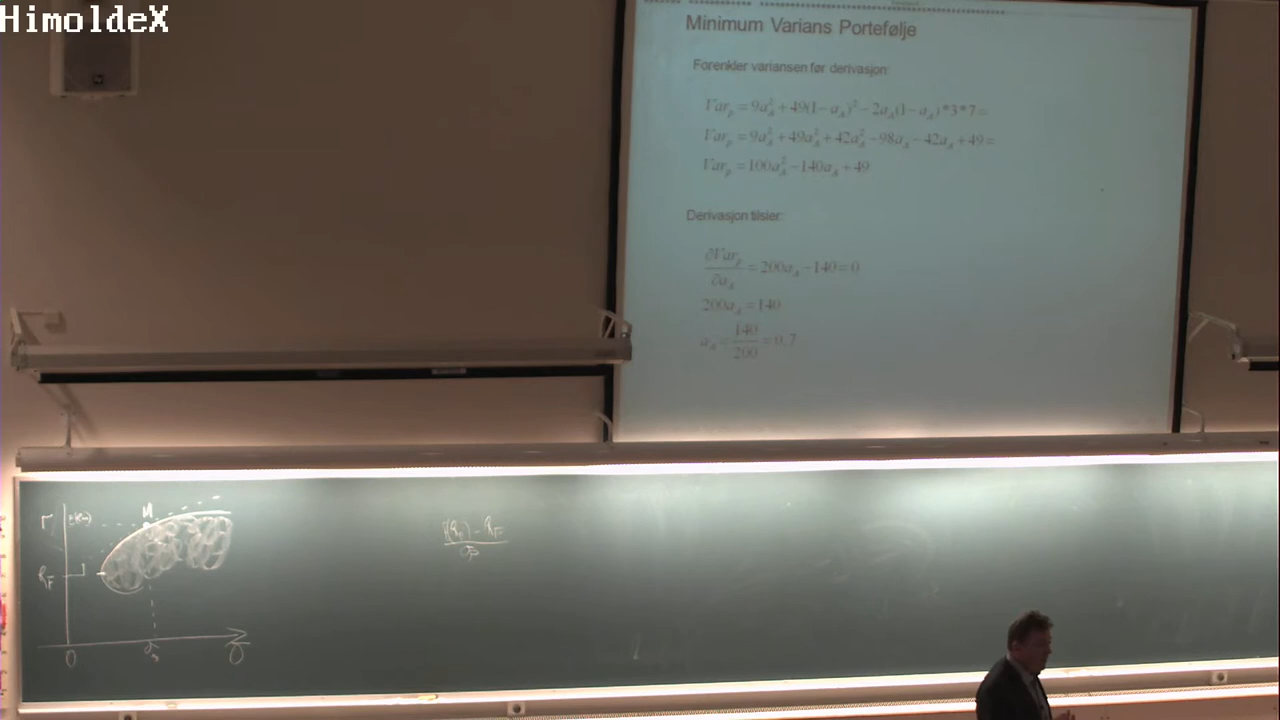 HimoldeX
Minimum Varians Portefølje
Forenkler variansen før derivasjon:
Var_p = 9a_A^2 + 49(1 − a_A)^2 − 2a_A(1 − a_A) * 3 * 7 =
Var_p = 9a_A^2 + 49a_A^2 + 42a_A^2 − 98a_A − 42a_A + 49 =
Var_p = 100a_A^2 − 140a_A + 49
Derivasjon tilsier:
∂Var_p / ∂a_A = 200a_A − 140 = 0
200a_A = 140
a_A = 140 / 200 = 0,7
r
M
R_F
0
σ